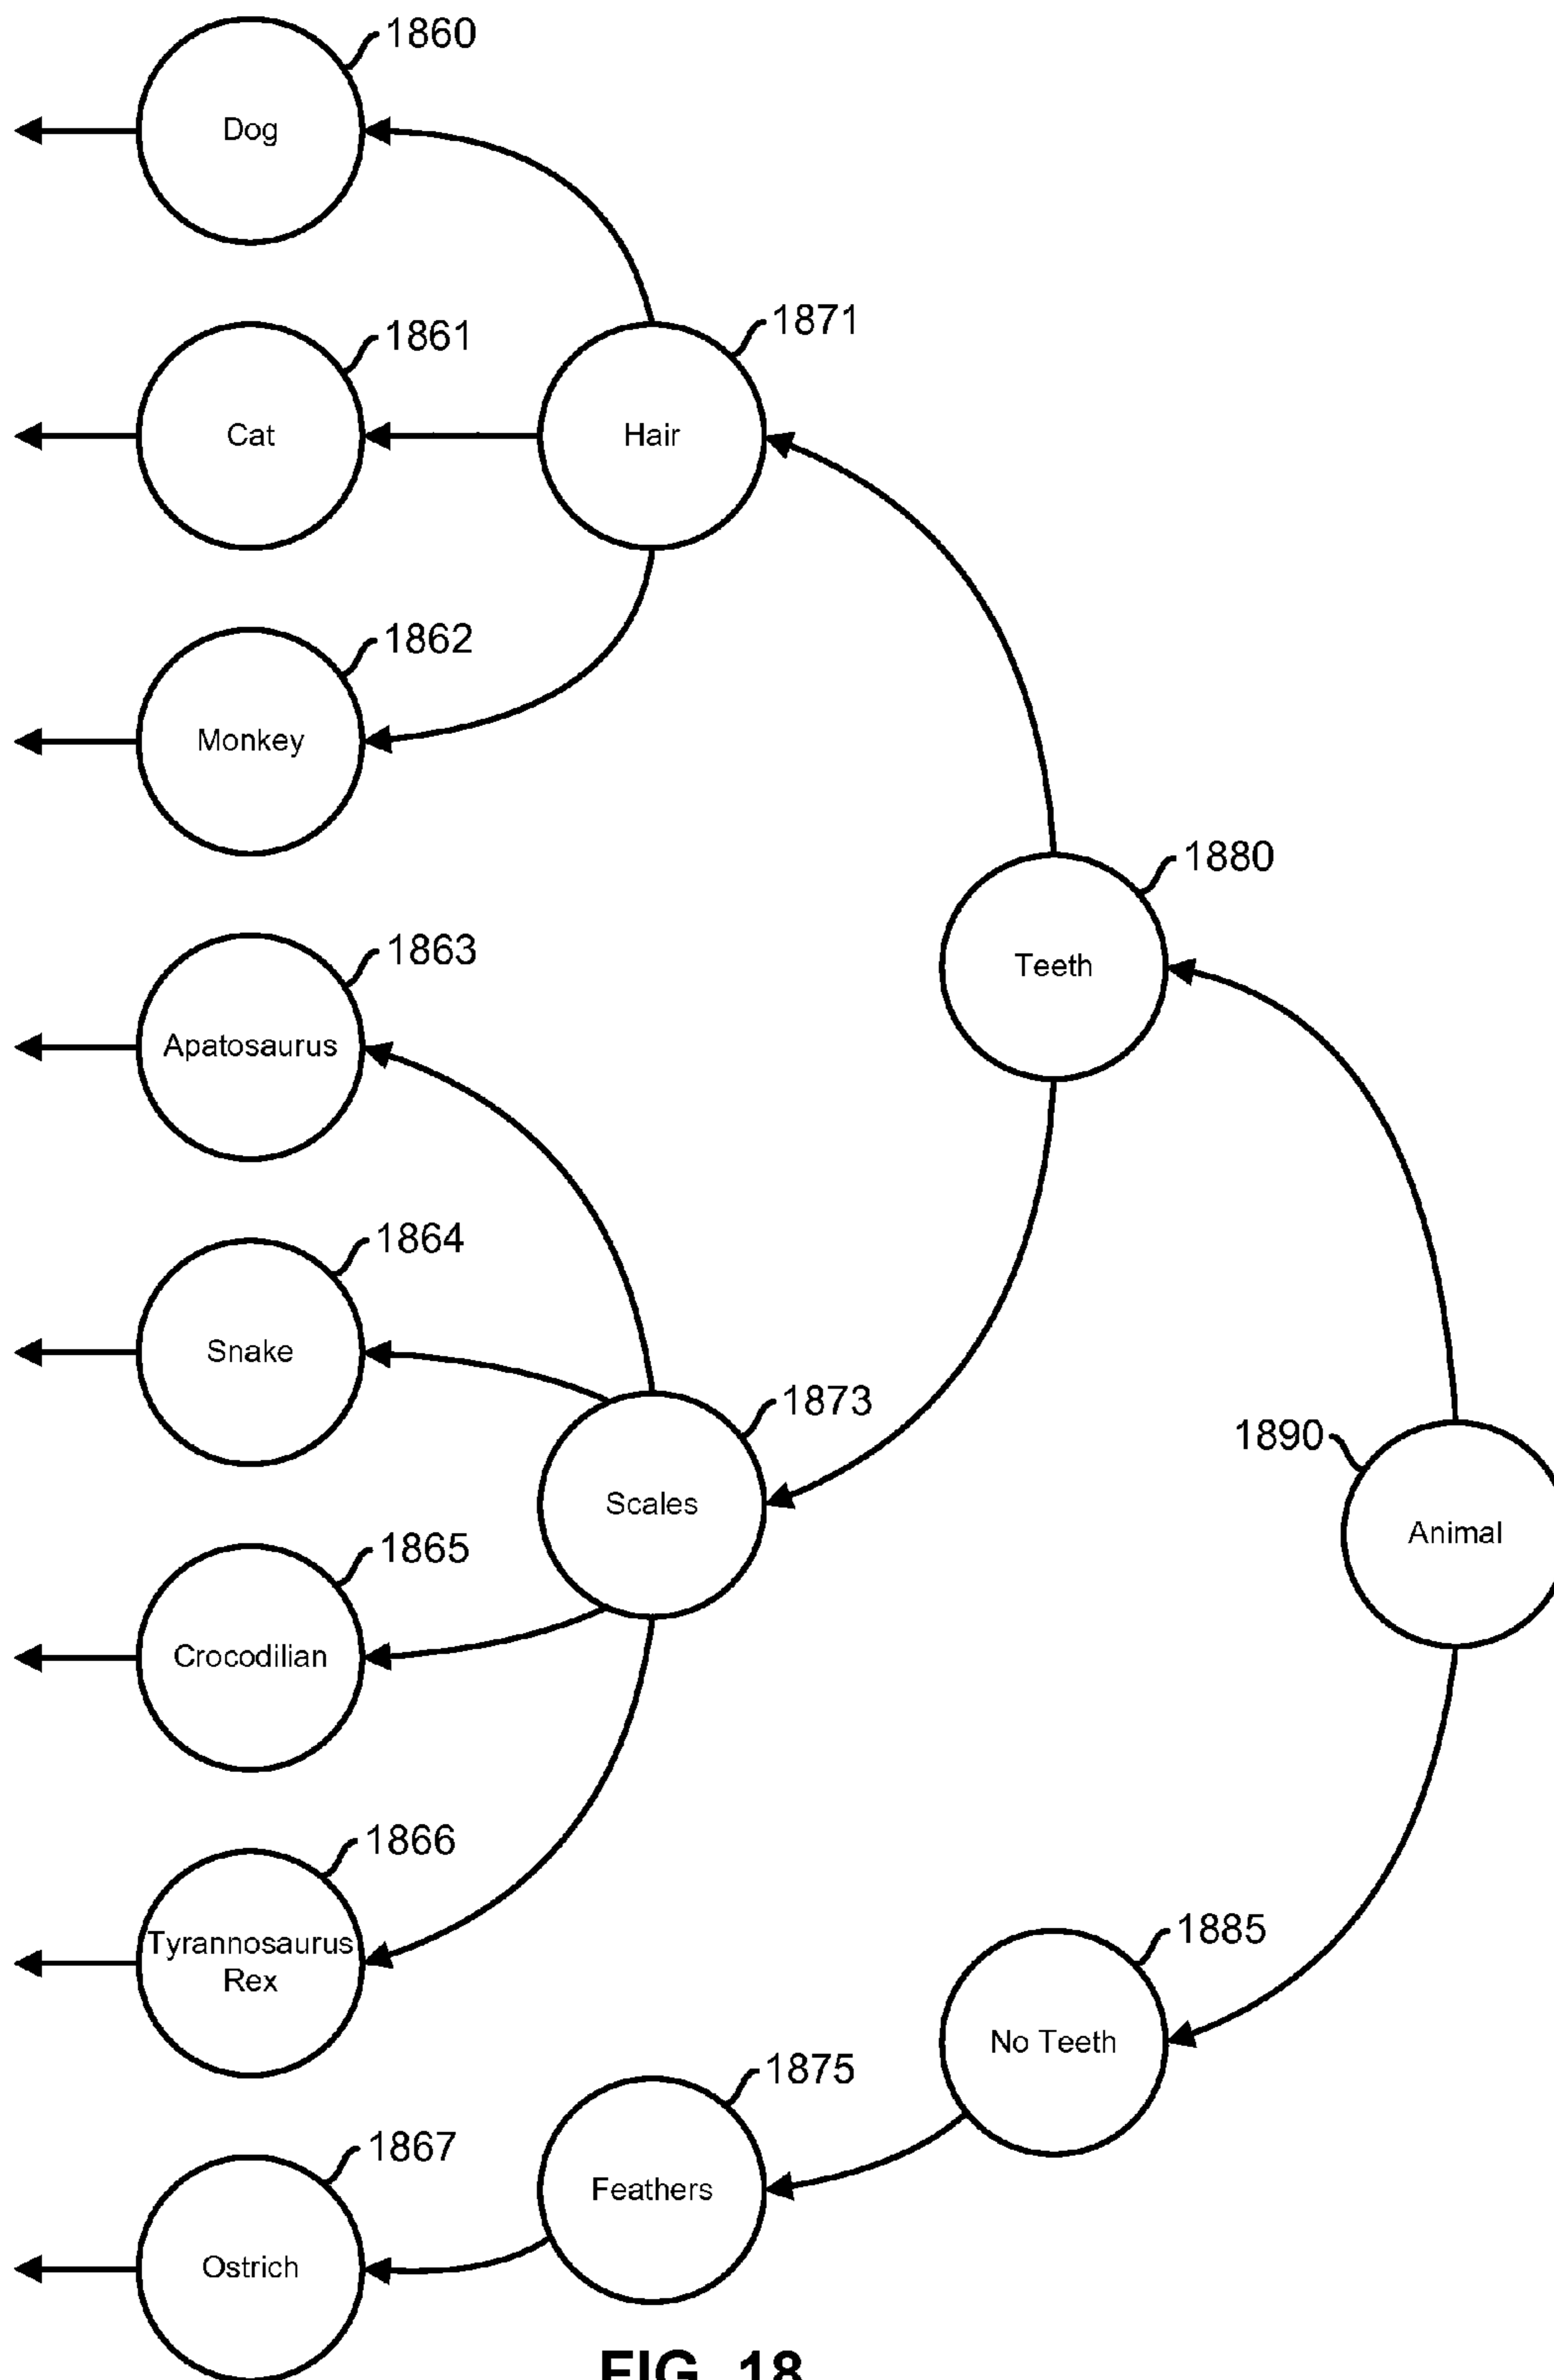 1860
Dog
1871
1861
Hair
Cat
1862
Monkey
1880
1863
Teeth
Apatosaurus
1864
Snake
1873
1890
Scales
Animal
1865
Crocodilian
1866
Tyrannosaurus
Rex
1885
No Teeth
1875
1867
Feathers
Ostrich
FIG. 18